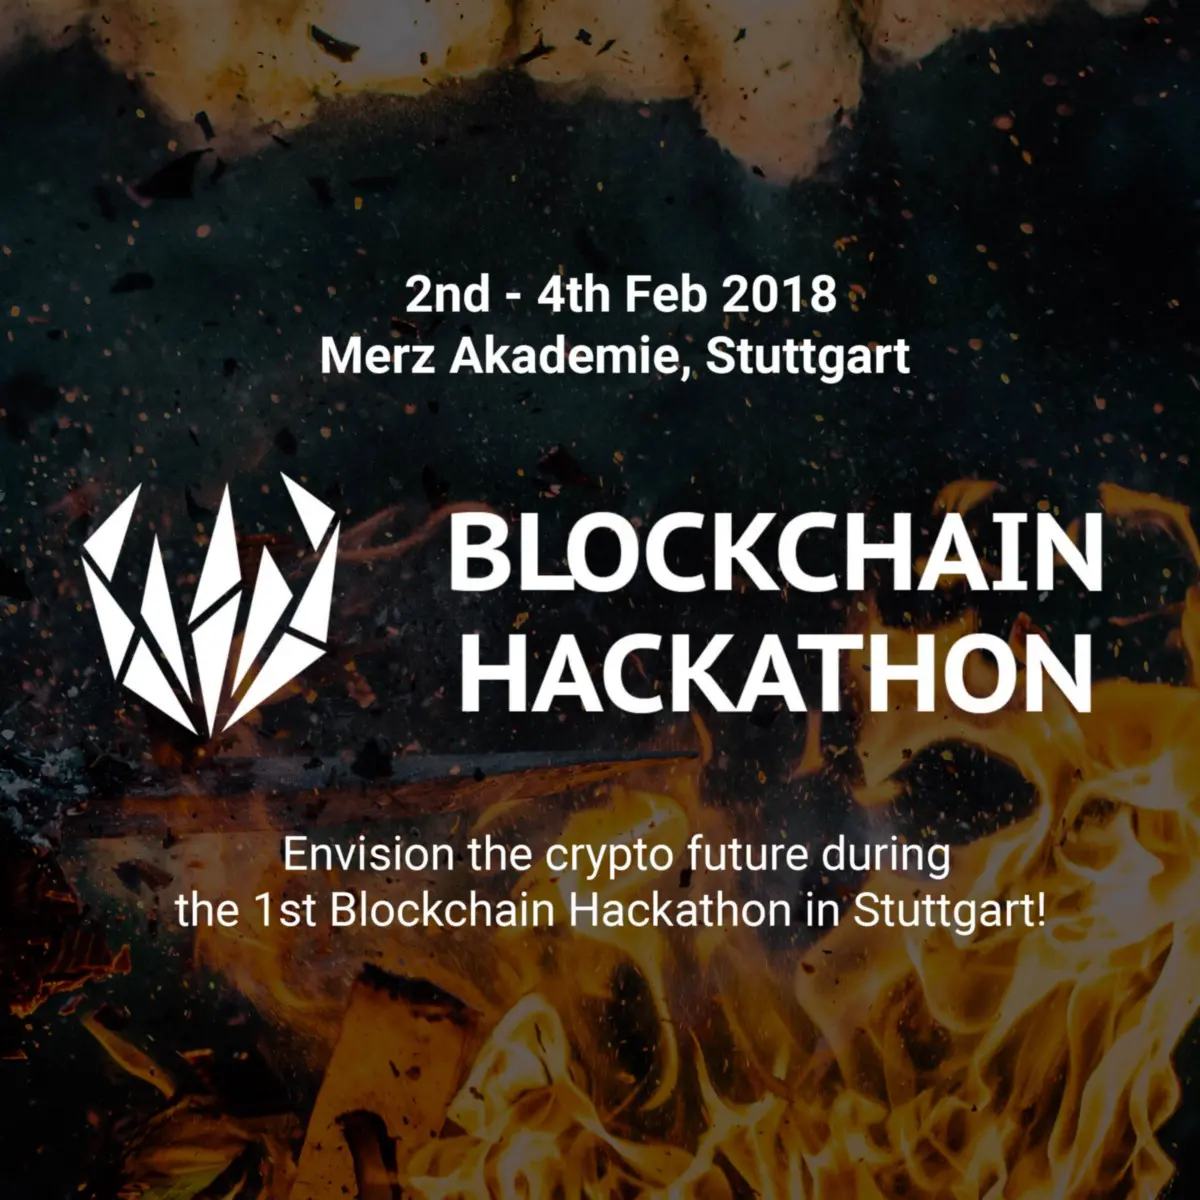 2nd - 4th Feb 2018
Merz Akademie, Stuttgart
BLOCKCHAIN
HACKATHON
Envision the crypto future during
the 1st Blockchain Hackathon in Stuttgart!